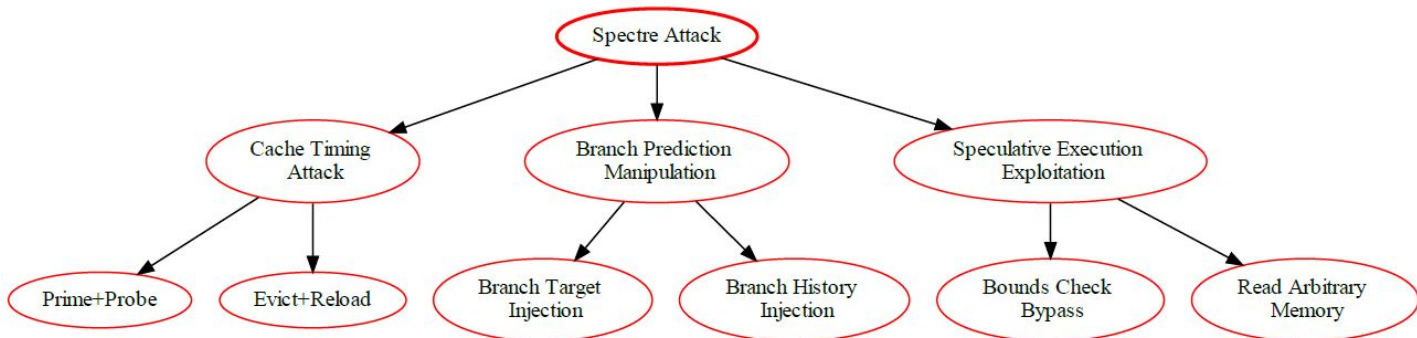 Spectre Attack
Cache Timing
Attack
Branch Prediction
Manipulation
Speculative Execution
Exploitation
Prime+Probe
Evict+Reload
Branch Target
Injection
Branch History
Injection
Bounds Check
Bypass
Read Arbitrary
Memory